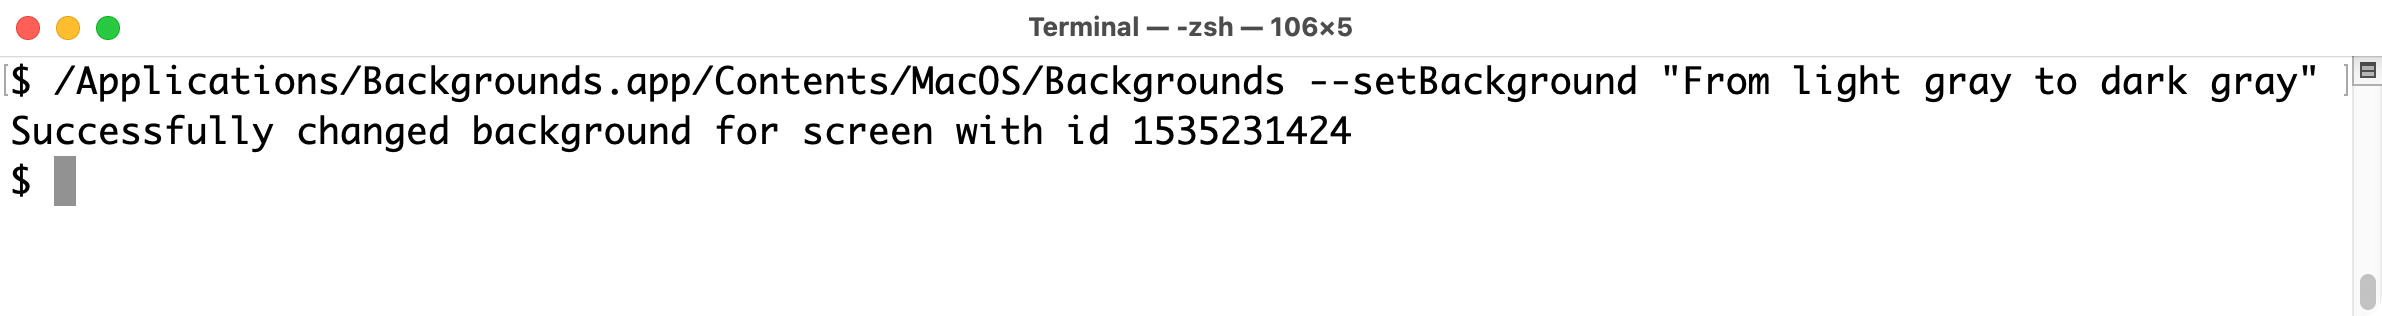 Terminal — -zsh — 106×5
$ /Applications/Backgrounds.app/Contents/MacOS/Backgrounds --setBackground "From light gray to dark gray"
Successfully changed background for screen with id 1535231424
$